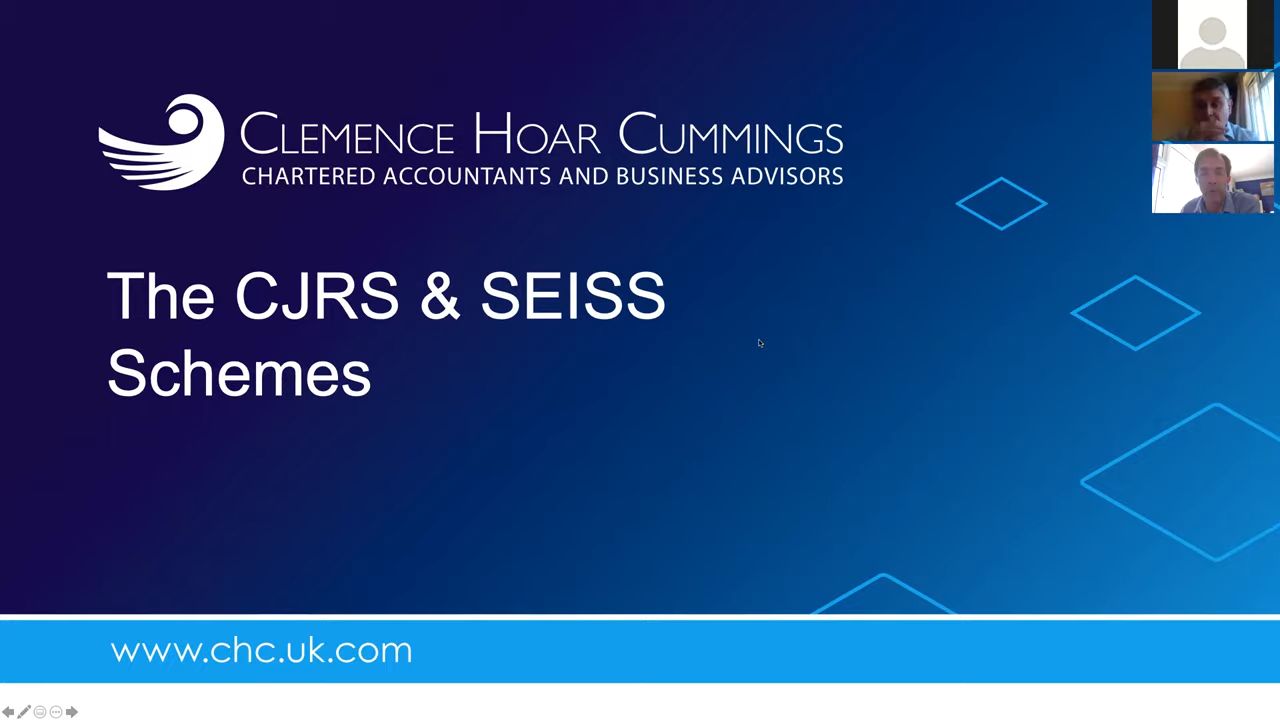 CLEMENCE HOAR CUMMINGS
CHARTERED ACCOUNTANTS AND BUSINESS ADVISORS
The CJRS & SEISS
Schemes
www.chc.uk.com